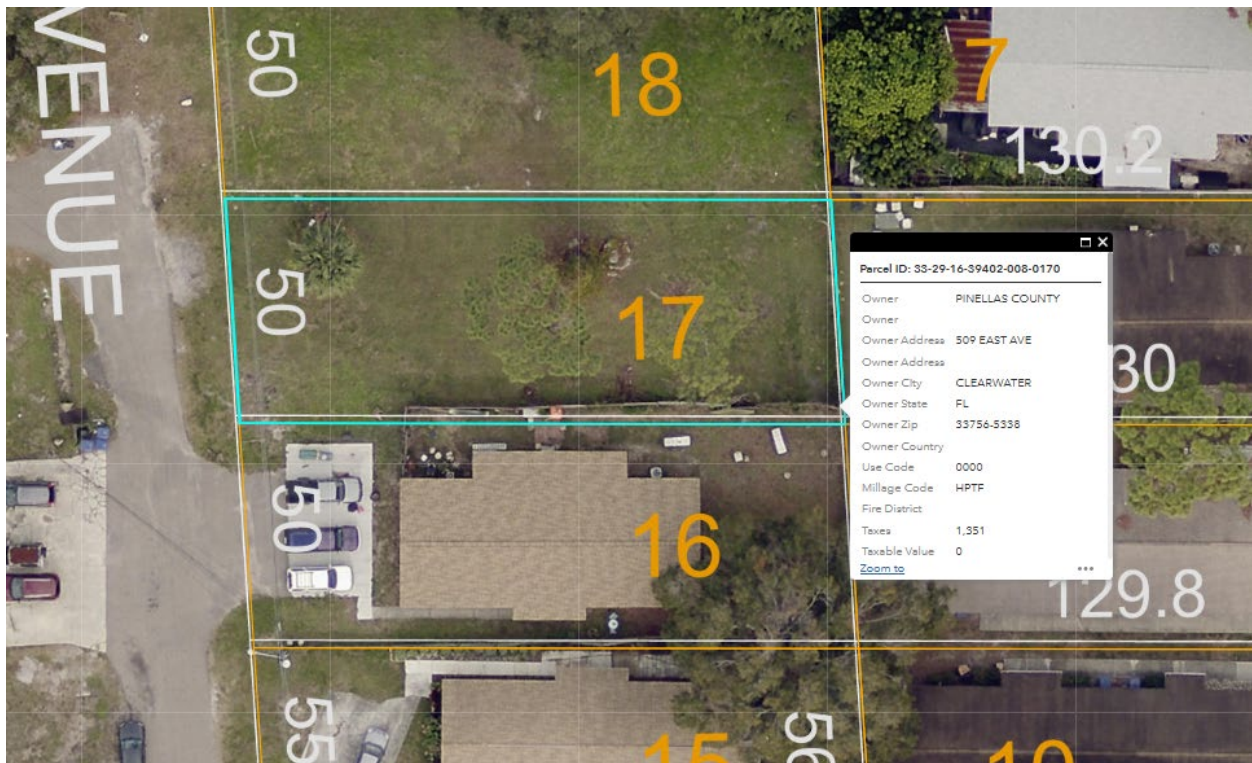 VENUE
50
18
7
130.2
50
17
30
Parcel ID: 33-29-16-39402-008-0170
Owner PINELLAS COUNTY
Owner
Owner Address 509 EAST AVE
Owner Address
Owner City CLEARWATER
Owner State FL
Owner Zip 33756-5338
Owner Country
Use Code 0000
Millage Code HPTF
Fire District
Taxes 1,351
Taxable Value 0
Zoom to
50
16
129.8
55
15
56
10